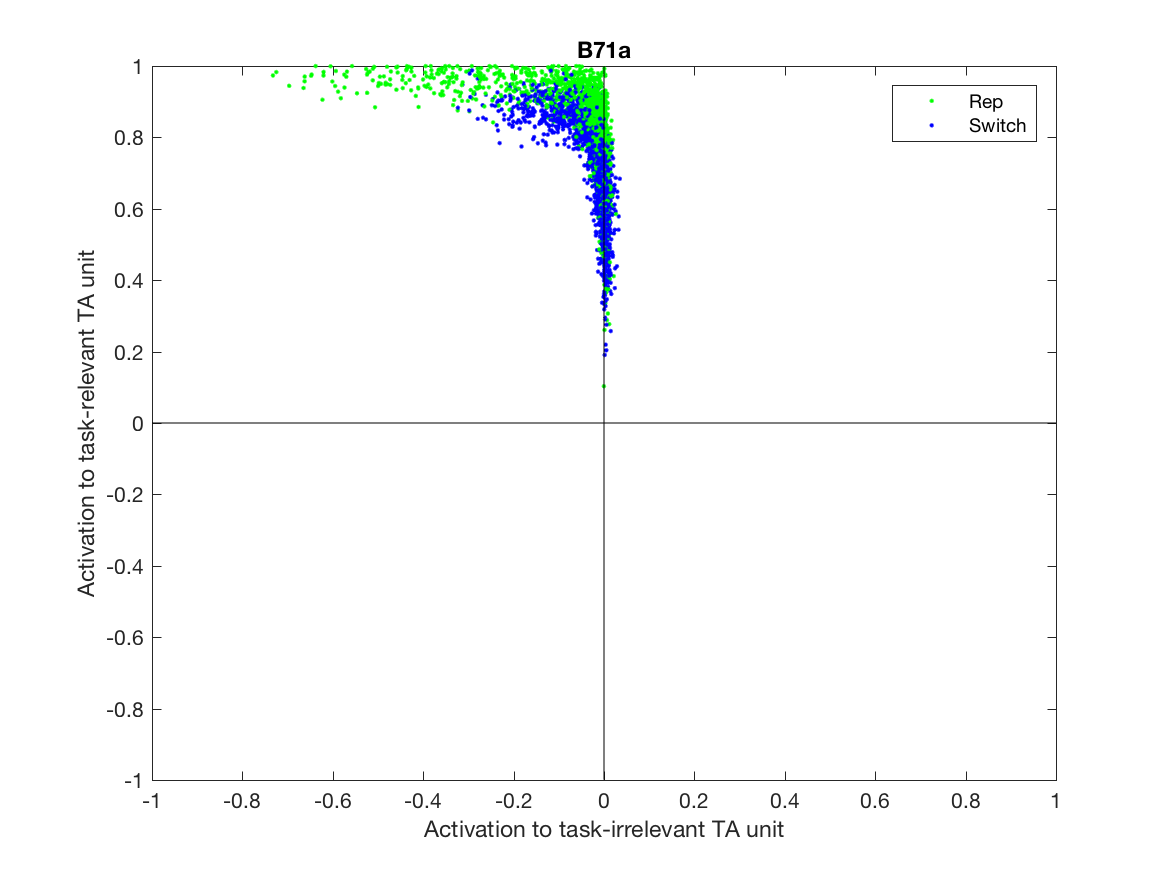 B71a
Rep
Switch
Activation to task-relevant TA unit
1
0.8
0.6
0.4
0.2
0
-0.2
-0.4
-0.6
-0.8
-1
-1 -0.8 -0.6 -0.4 -0.2 0 0.2 0.4 0.6 0.8 1
Activation to task-irrelevant TA unit